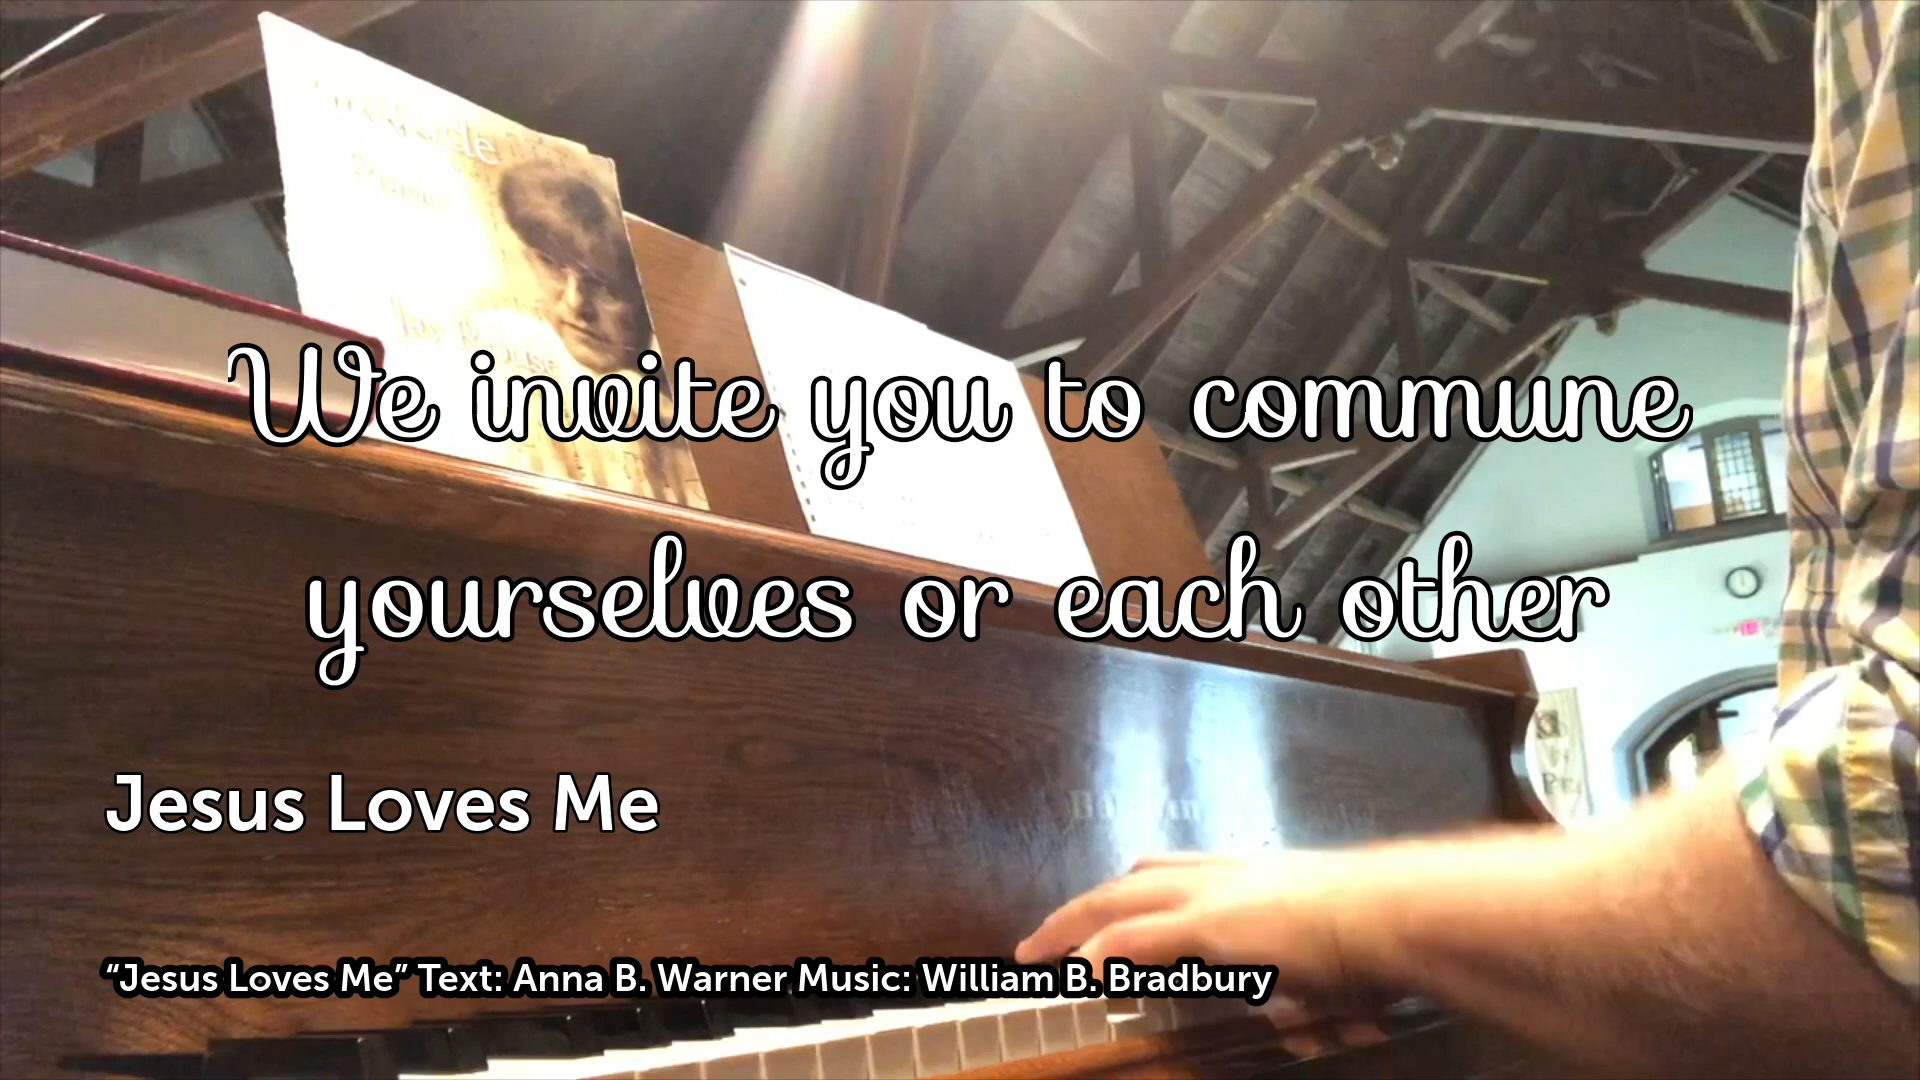 We invite you to commune
yourselves or each other
Jesus Loves Me
“Jesus Loves Me” Text: Anna B. Warner Music: William B. Bradbury